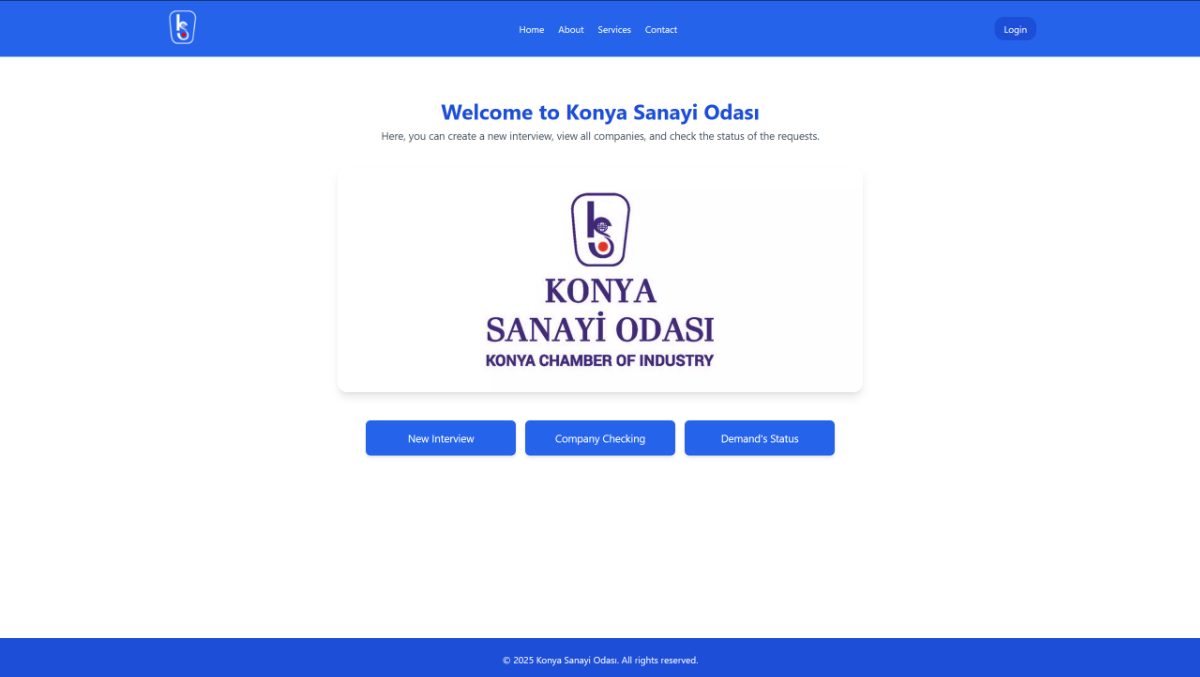 Home About Services Contact Login
Welcome to Konya Sanayi Odası
Here, you can create a new interview, view all companies, and check the status of the requests.
KONYA
SANAYİ ODASI
KONYA CHAMBER OF INDUSTRY
New Interview Company Checking Demand's Status
© 2025 Konya Sanayi Odası. All rights reserved.